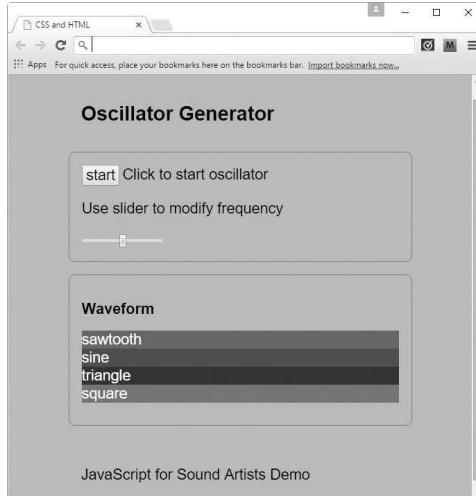 CSS and HTML
Apps For quick access, place your bookmarks here on the bookmarks bar. Import bookmarks now...
Oscillator Generator
start Click to start oscillator
Use slider to modify frequency
Waveform
sawtooth
sine
triangle
square
JavaScript for Sound Artists Demo